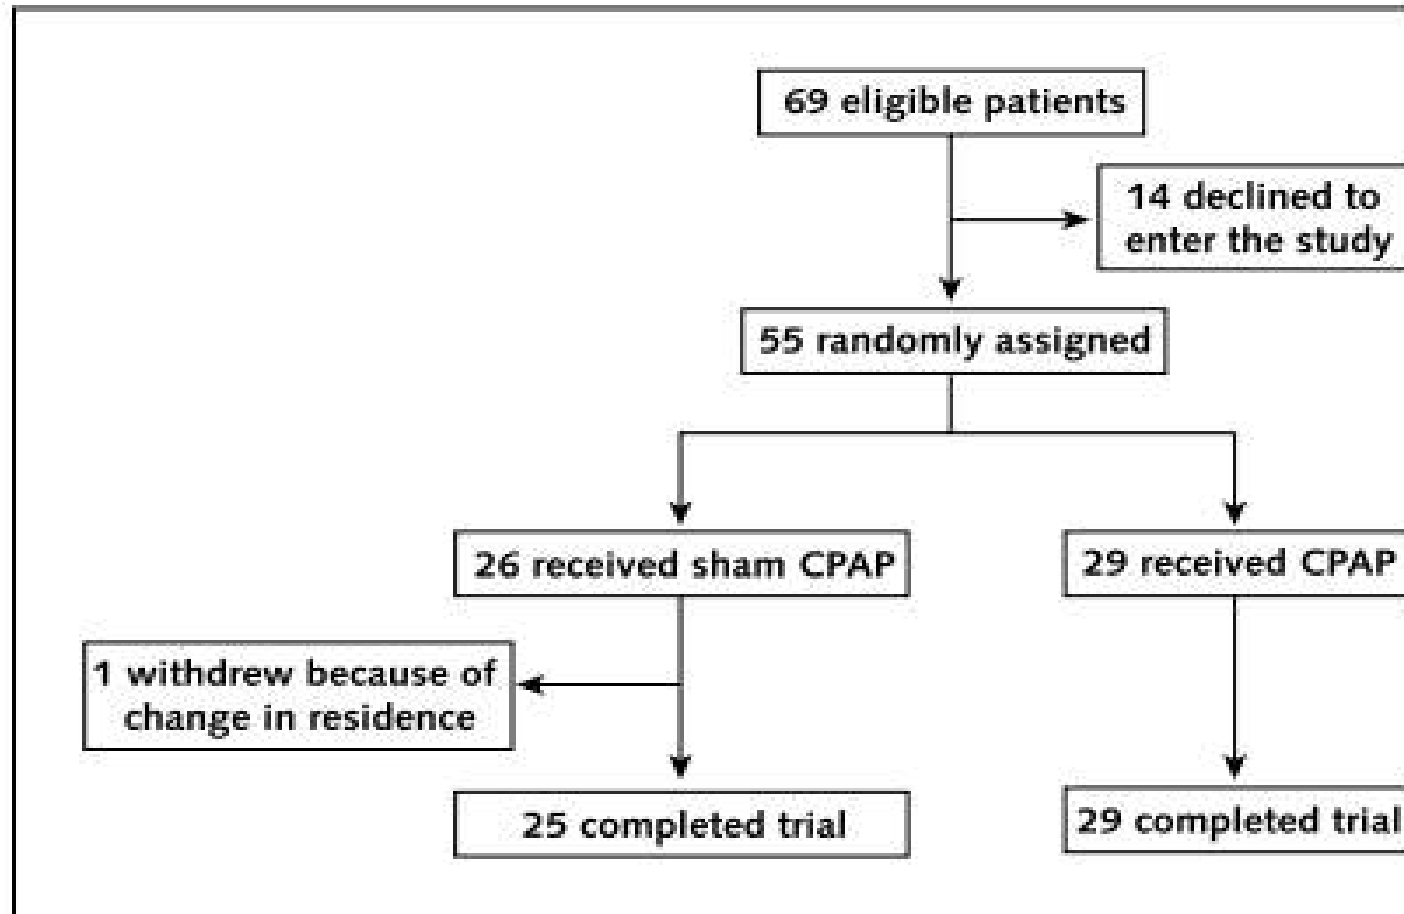 69 eligible patients
14 declined to
enter the study
55 randomly assigned
26 received sham CPAP
29 received CPAP
1 withdrew because of
change in residence
25 completed trial
29 completed trial